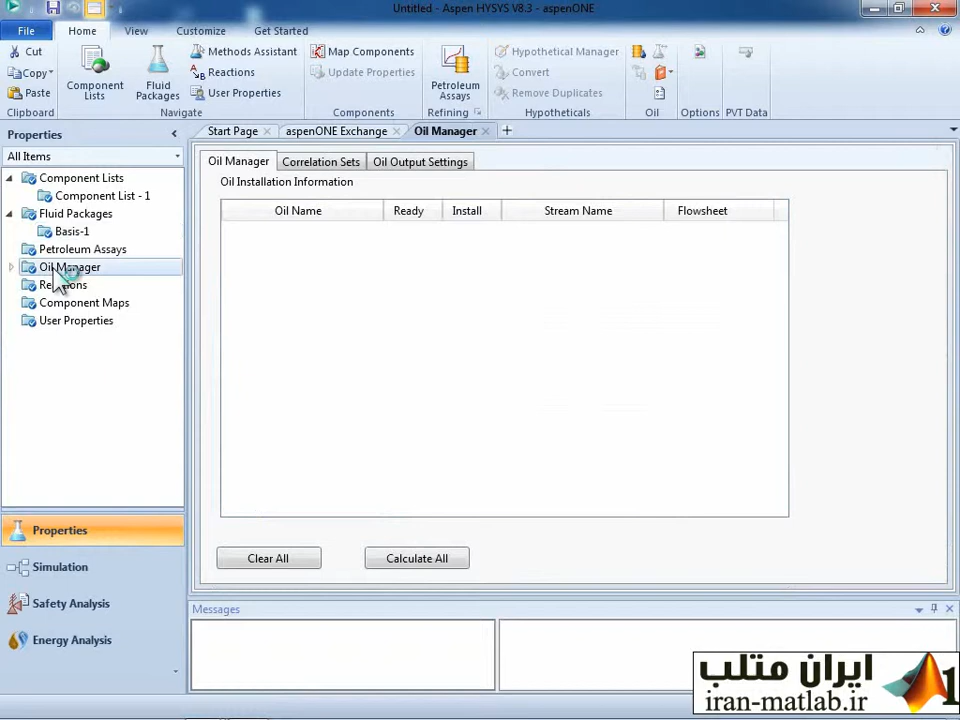 Untitled - Aspen HYSYS V8.3 - aspenONE
File
Home
View
Customize
Get Started
Cut
Copy
Paste
Clipboard
Component Lists
Fluid Packages
Methods Assistant
Reactions
User Properties
Navigate
Map Components
Update Properties
Components
Petroleum Assays
Refining
Hypothetical Manager
Convert
Remove Duplicates
Hypotheticals
Oil
Options
PVT Data
Properties
All Items
Component Lists
Component List - 1
Fluid Packages
Basis-1
Petroleum Assays
Oil Manager
Component Maps
User Properties
Properties
Simulation
Safety Analysis
Energy Analysis
Start Page
aspenONE Exchange
Oil Manager
Oil Manager
Correlation Sets
Oil Output Settings
Oil Installation Information
Oil Name
Ready
Install
Stream Name
Flowsheet
Clear All
Calculate All
Messages
ایران متلب
iran-matlab.ir
1